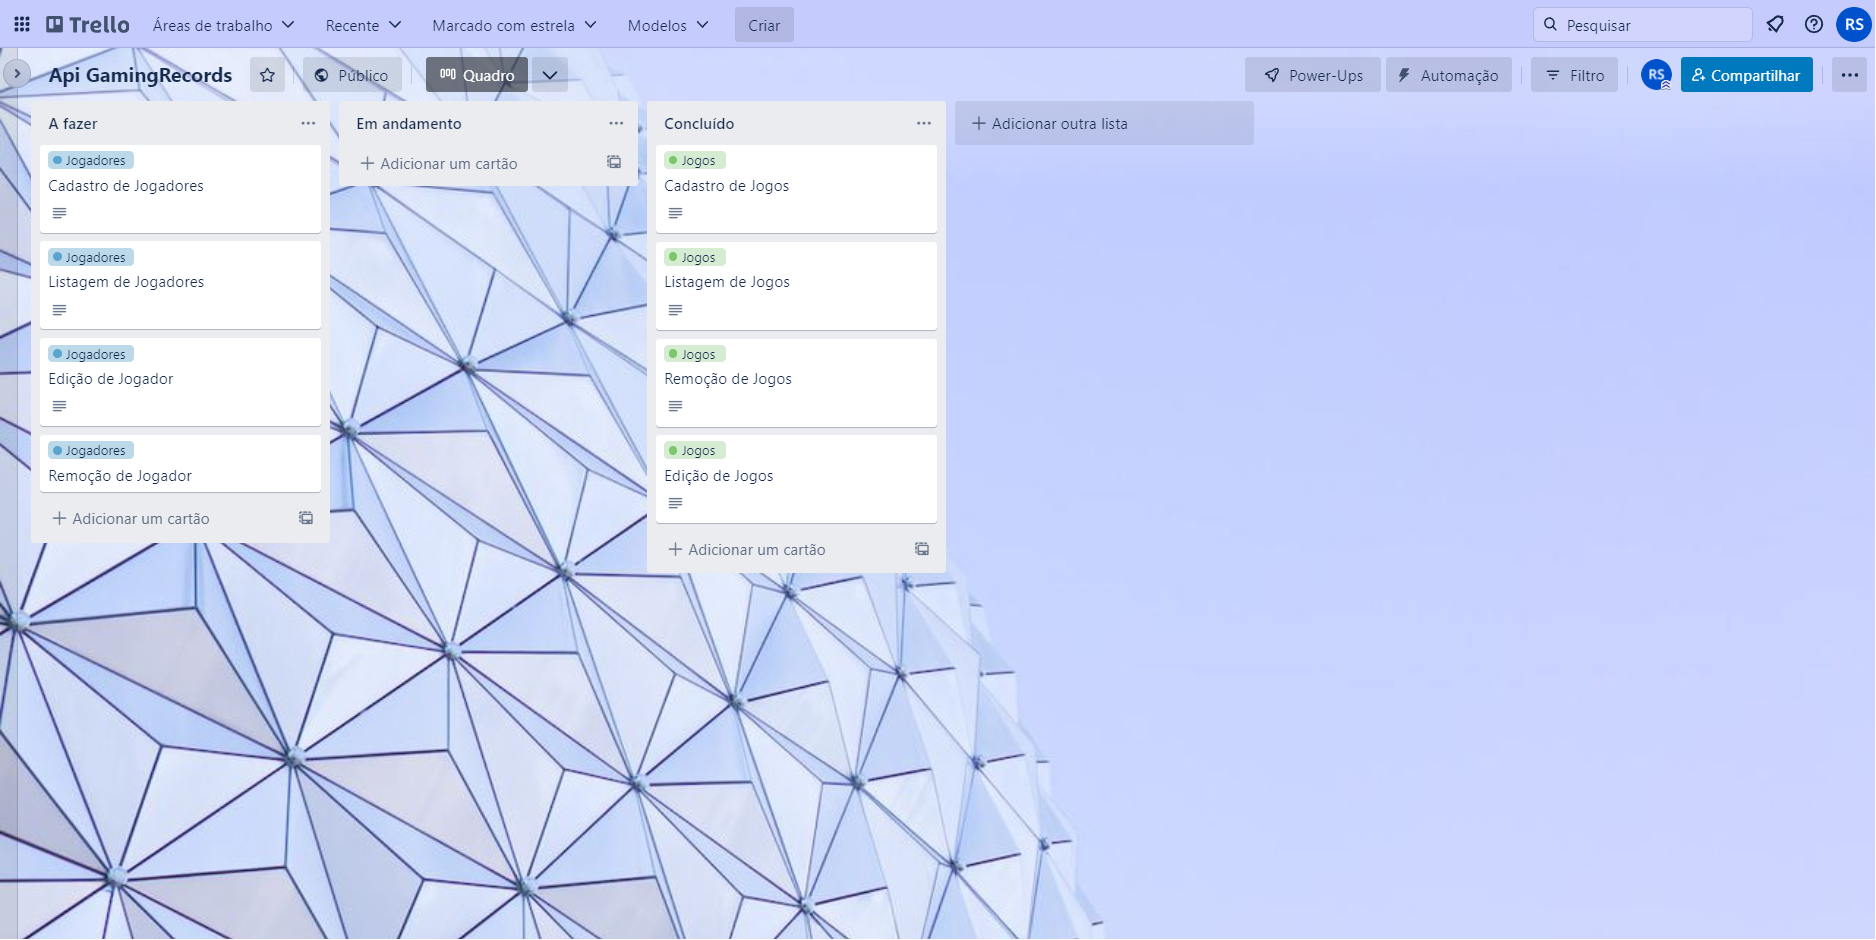 Trello Áreas de trabalho Recente Marcado com estrela Modelos Criar Pesquisar RS
Api GamingRecords Público Quadro Power-Ups Automação Filtro RS Compartilhar
A fazer
Jogadores
Cadastro de Jogadores
Jogadores
Listagem de Jogadores
Jogadores
Edição de Jogador
Jogadores
Remoção de Jogador
Adicionar um cartão
Em andamento
Adicionar um cartão
Concluído
Jogos
Cadastro de Jogos
Jogos
Listagem de Jogos
Jogos
Remoção de Jogos
Jogos
Edição de Jogos
Adicionar um cartão
Adicionar outra lista